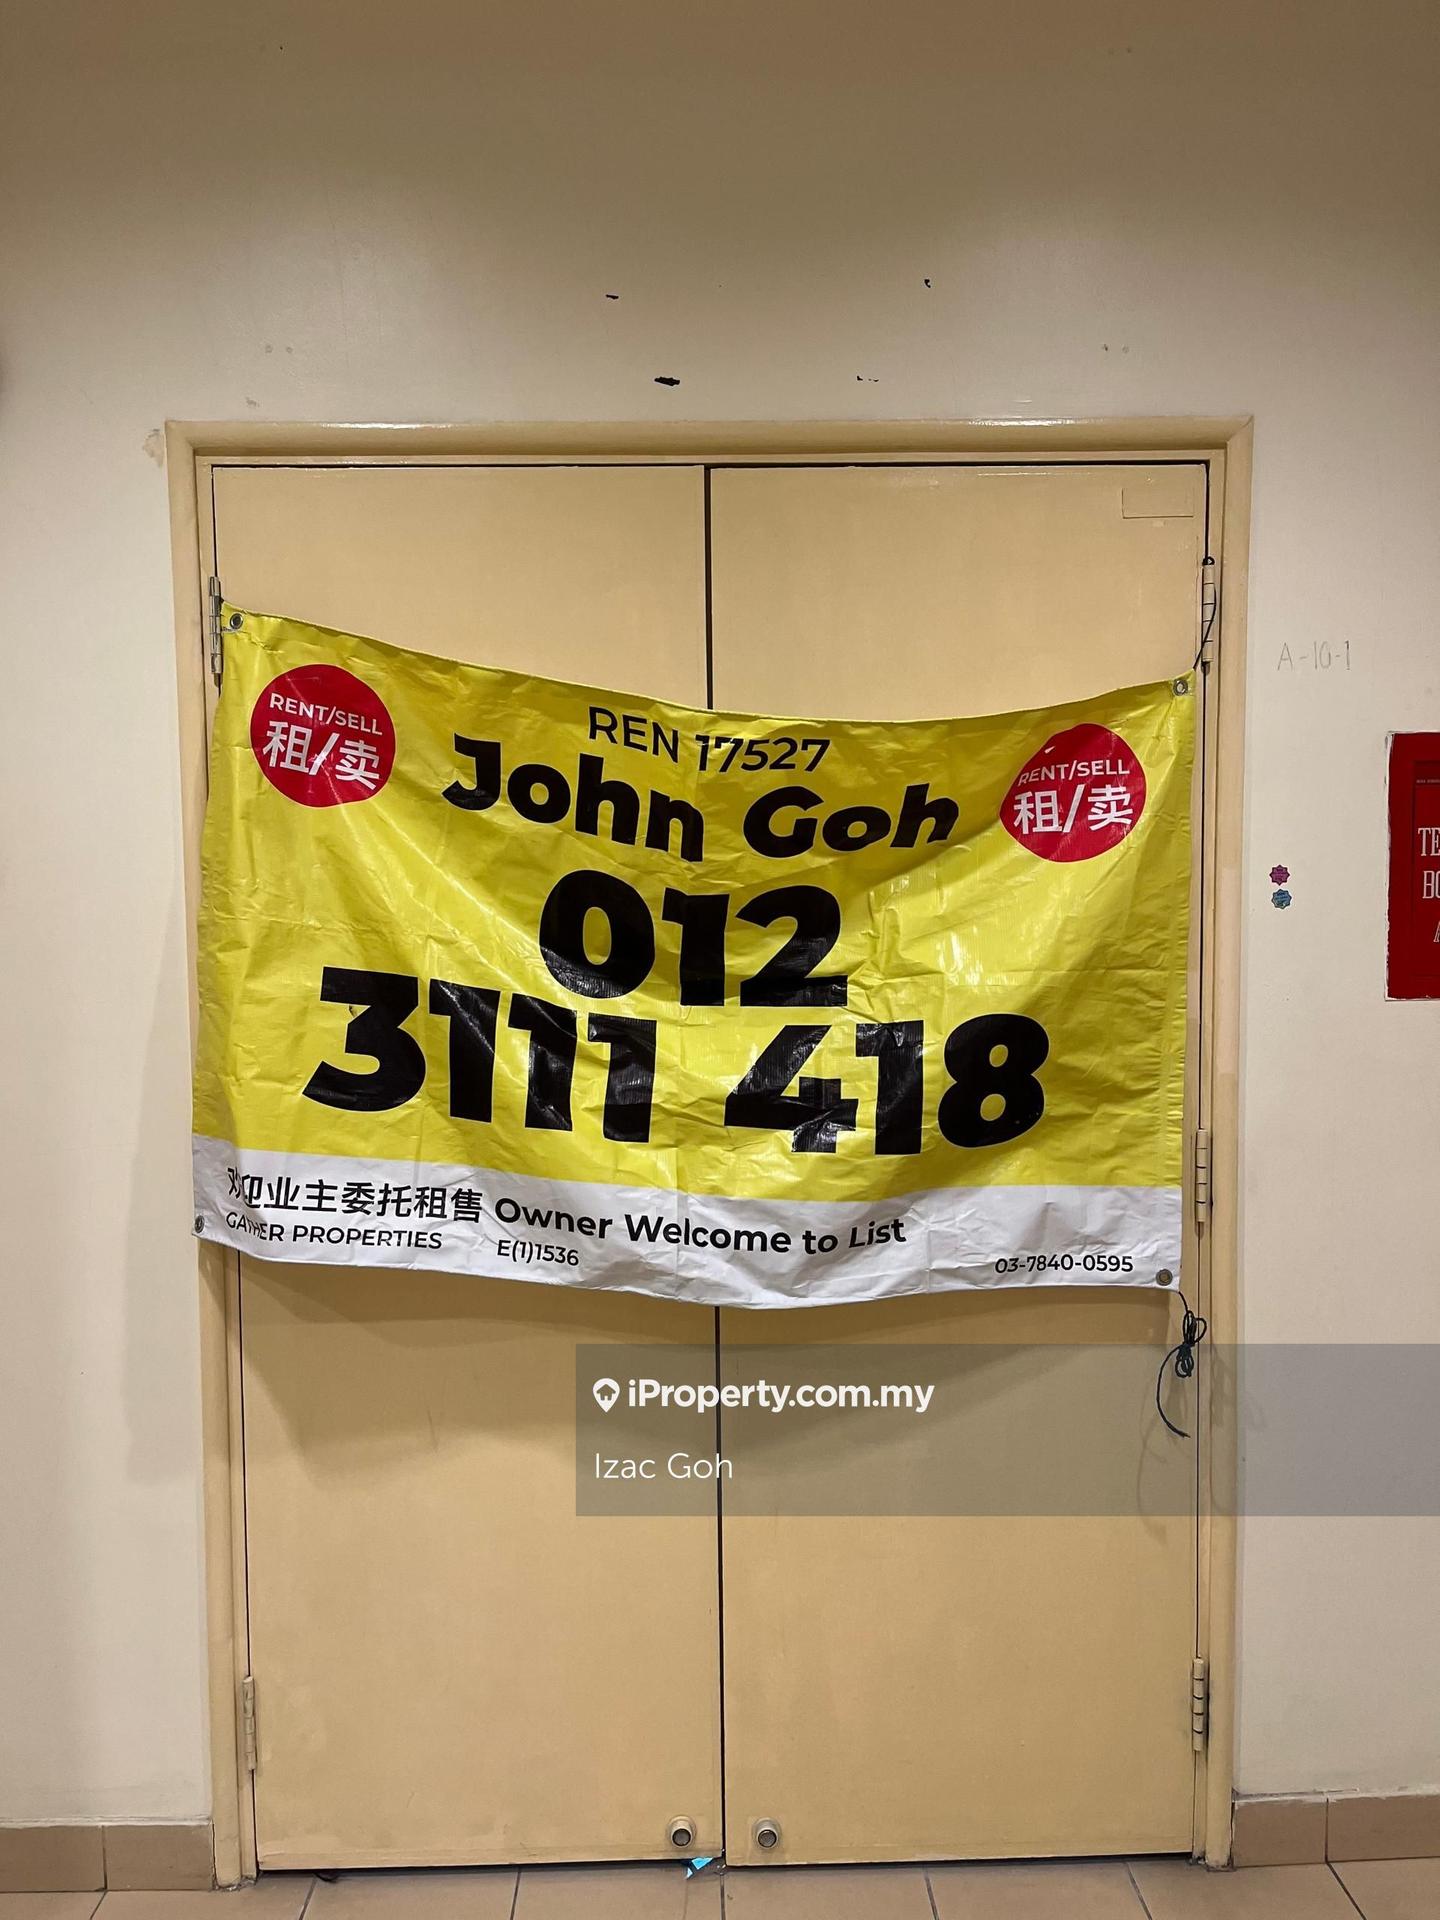 RENT/SELL
租/卖
REN 17527
John Goh
RENT/SELL
租/卖
012
3111 418
欢迎业主委托租售 Owner Welcome to List
GATHER PROPERTIES E(1)1536 03-7840-0595
A-10-1
iProperty.com.my
Izac Goh